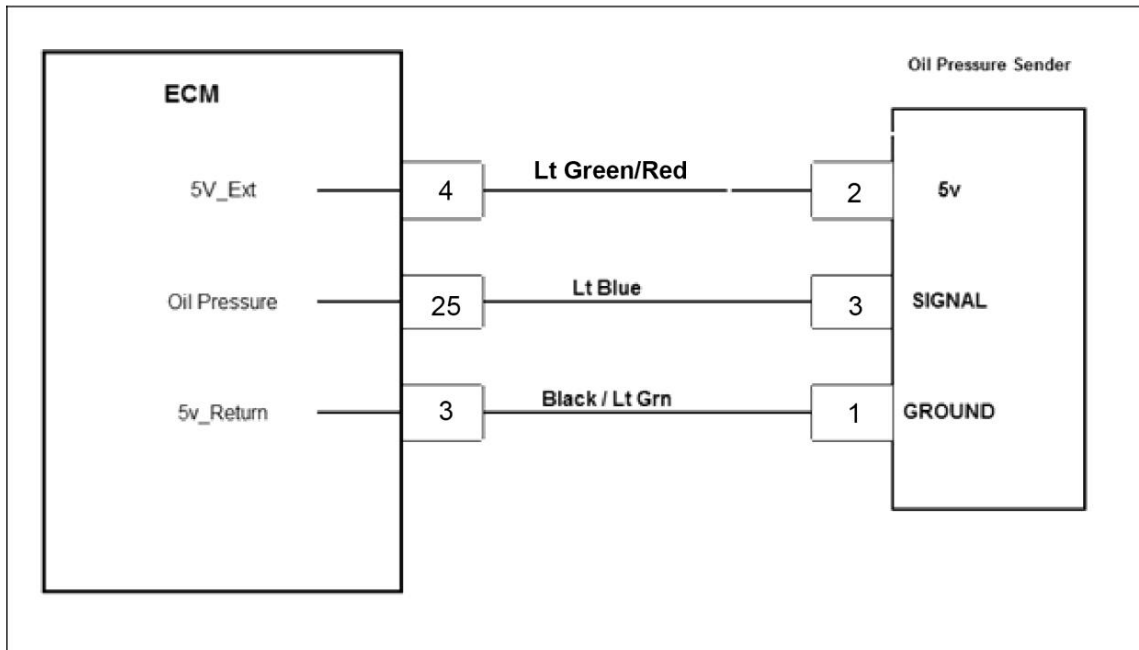 Oil Pressure Sender
ECM
5V_Ext
4
Lt Green/Red
2
5v
Oil Pressure
25
Lt Blue
3
SIGNAL
5v_Return
3
Black / Lt Grn
1
GROUND